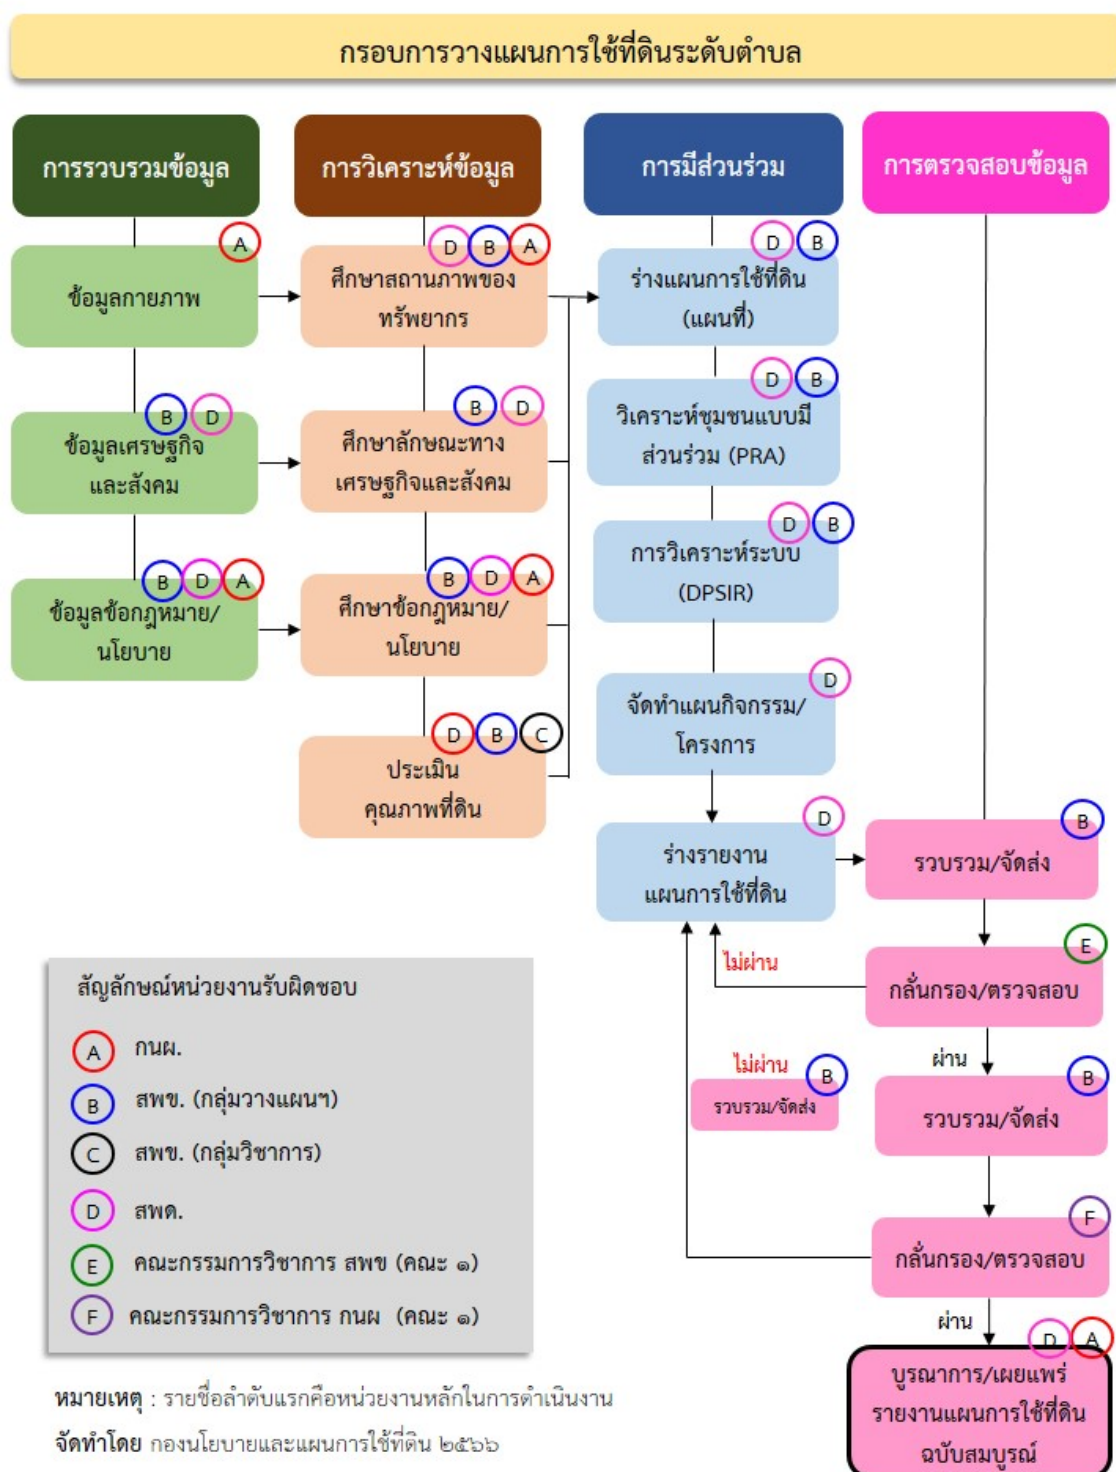 กรอบการวางแผนการใช้ที่ดินระดับตำบล
การรวบรวมข้อมูล
การวิเคราะห์ข้อมูล
การมีส่วนร่วม
การตรวจสอบข้อมูล
A
ข้อมูลกายภาพ
B D
ข้อมูลเศรษฐกิจ
และสังคม
B D A
ข้อมูลข้อกฎหมาย/
นโยบาย
D B A
ศึกษาสถานภาพของ
ทรัพยากร
B D
ศึกษาลักษณะทาง
เศรษฐกิจและสังคม
B D A
ศึกษาข้อกฎหมาย/
นโยบาย
D B C
ประเมิน
คุณภาพที่ดิน
D B
ร่างแผนการใช้ที่ดิน
(แผนที่)
D B
วิเคราะห์ชุมชนแบบมี
ส่วนร่วม (PRA)
D B
การวิเคราะห์ระบบ
(DPSIR)
D
จัดทำแผนกิจกรรม/
โครงการ
D
ร่างรายงาน
แผนการใช้ที่ดิน
B
รวบรวม/จัดส่ง
E
กลั่นกรอง/ตรวจสอบ
ไม่ผ่าน
ผ่าน
B
รวบรวม/จัดส่ง
ไม่ผ่าน
B
รวบรวม/จัดส่ง
F
กลั่นกรอง/ตรวจสอบ
ผ่าน
D A
บูรณาการ/เผยแพร่
รายงานแผนการใช้ที่ดิน
ฉบับสมบูรณ์
สัญลักษณ์หน่วยงานรับผิดชอบ
A กนผ.
B สพข. (กลุ่มวางแผนฯ)
C สพข. (กลุ่มวิชาการ)
D สพด.
E คณะกรรมการวิชาการ สพข (คณะ ๑)
F คณะกรรมการวิชาการ กนผ (คณะ ๑)
หมายเหตุ : รายชื่อลำดับแรกคือหน่วยงานหลักในการดำเนินงาน
จัดทำโดย กองนโยบายและแผนการใช้ที่ดิน ๒๕๖๖